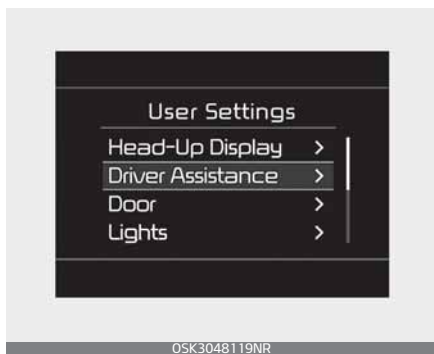 User Settings
Head-Up Display >
Driver Assistance >
Door >
Lights >
OSK3048119NR